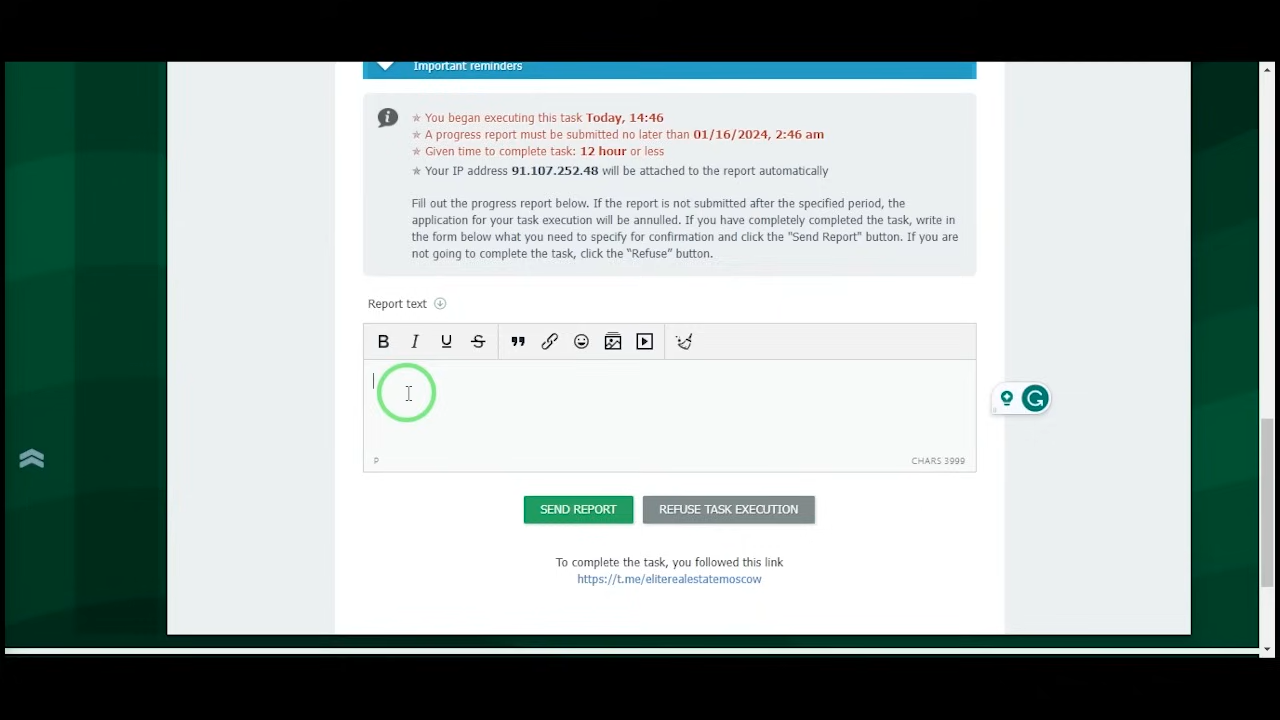 Important reminders
✭ You began executing this task Today, 14:46
✭ A progress report must be submitted no later than 01/16/2024, 2:46 am
✭ Given time to complete task: 12 hour or less
✭ Your IP address 91.107.252.48 will be attached to the report automatically
Fill out the progress report below. If the report is not submitted after the specified period, the
application for your task execution will be annulled. If you have completely completed the task, write in
the form below what you need to specify for confirmation and click the "Send Report" button. If you are
not going to complete the task, click the “Refuse” button.
Report text
B I U S
P CHARS 3999
SEND REPORT REFUSE TASK EXECUTION
To complete the task, you followed this link
https://t.me/eliterealestatemoscow